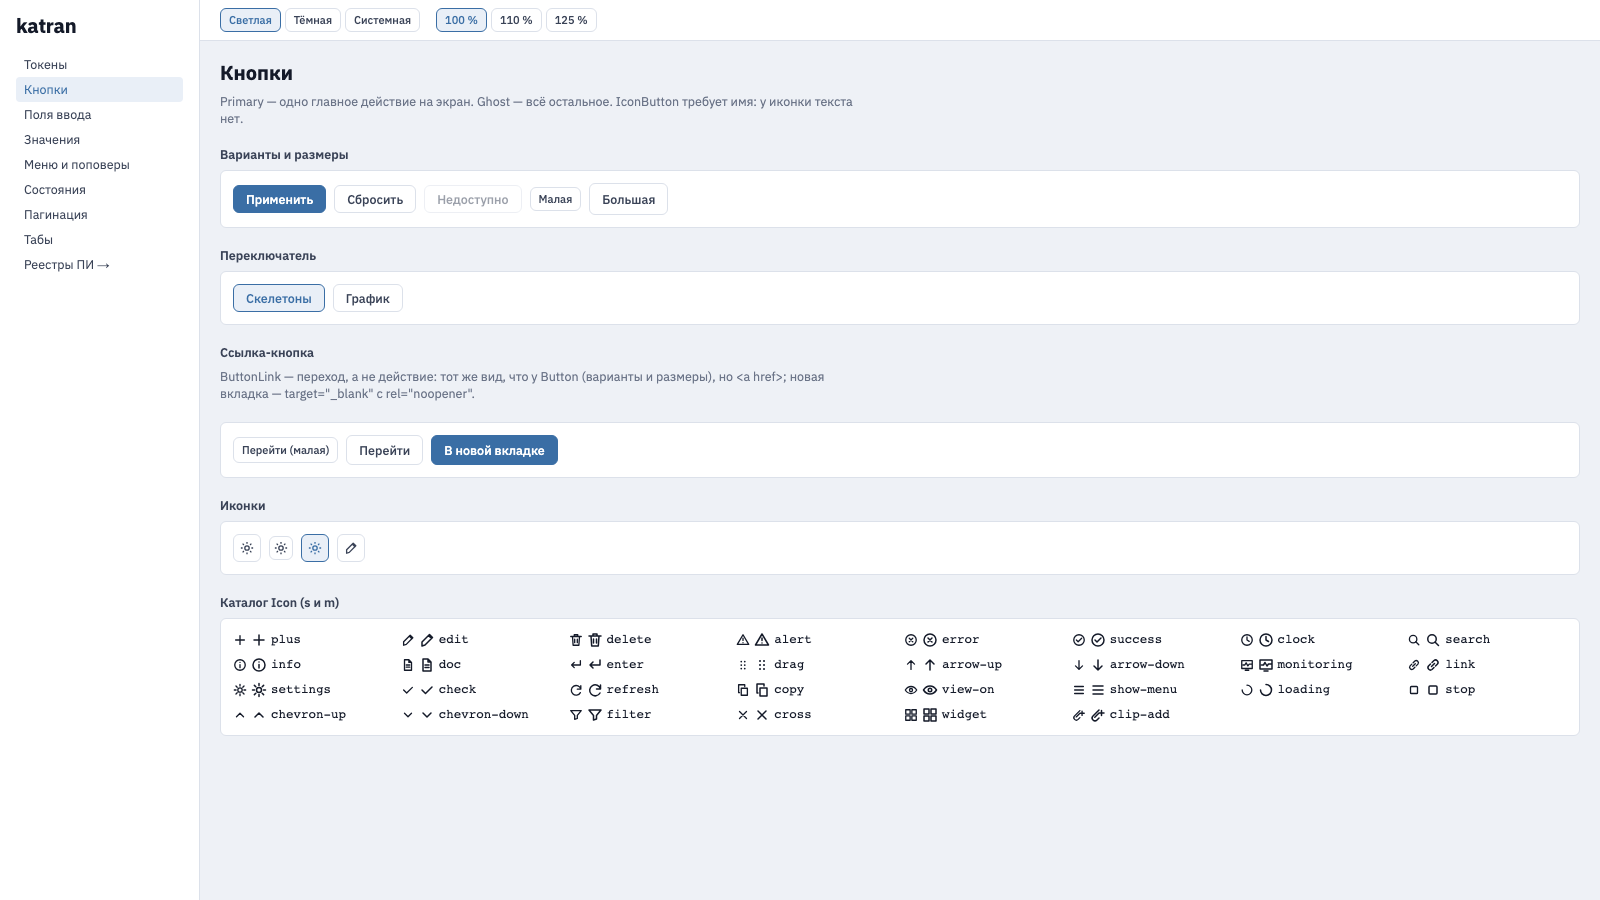 katran
Светлая Тёмная Системная 100 % 110 % 125 %
Токены
Кнопки
Поля ввода
Значения
Меню и поповеры
Состояния
Пагинация
Табы
Реестры ПИ →
Кнопки
Primary — одно главное действие на экран. Ghost — всё остальное. IconButton требует имя: у иконки текста
нет.
Варианты и размеры
Применить Сбросить Недоступно Малая Большая
Переключатель
Скелетоны График
Ссылка-кнопка
ButtonLink — переход, а не действие: тот же вид, что у Button (варианты и размеры), но <a href>; новая
вкладка — target="_blank" с rel="noopener".
Перейти (малая) Перейти В новой вкладке
Иконки
Каталог Icon (s и m)
plus edit delete alert error success clock search
info doc enter drag arrow-up arrow-down monitoring link
settings check refresh copy view-on show-menu loading stop
chevron-up chevron-down filter cross widget clip-add